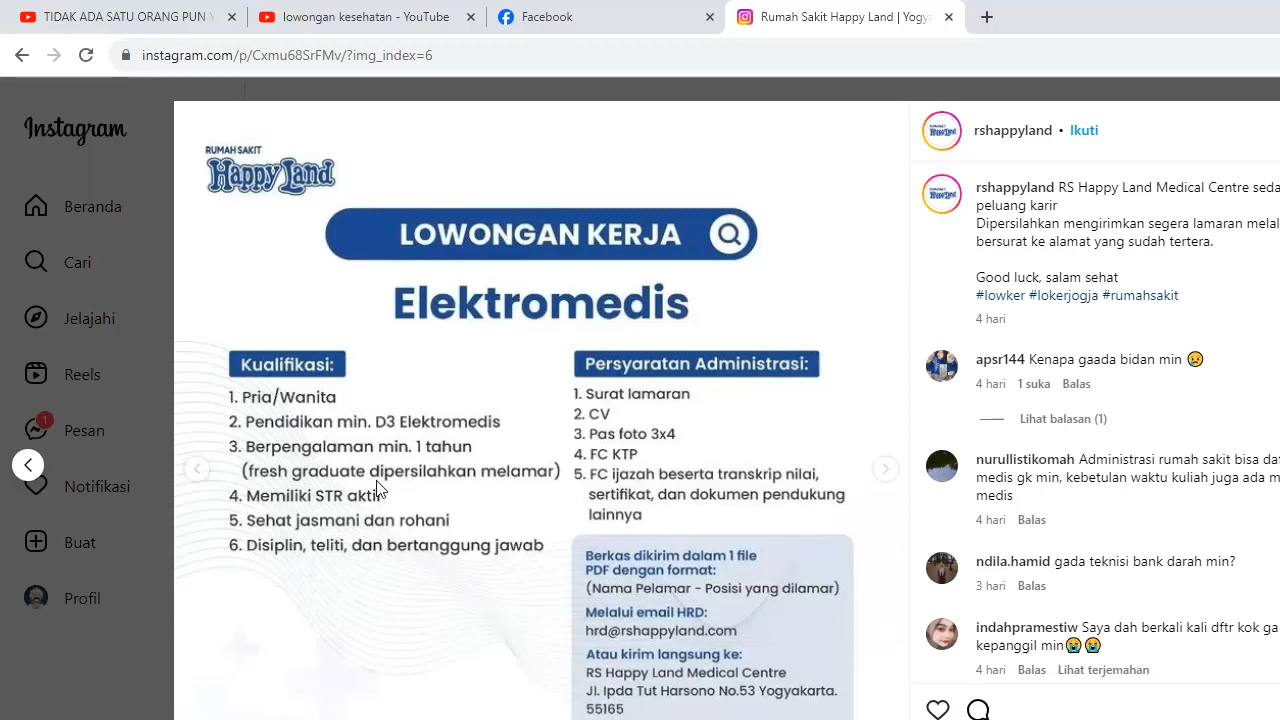 TIDAK ADA SATU ORANG PUN Y
lowongan kesehatan - YouTube
Facebook
Rumah Sakit Happy Land | Yogy
instagram.com/p/Cxmu68SrFMv/?img_index=6
Instagram
Beranda
Cari
Jelajahi
Reels
1
Pesan
Notifikasi
Buat
Profil
RUMAH SAKIT
Happy Land
LOWONGAN KERJA
Elektromedis
Kualifikasi:
1. Pria/Wanita
2. Pendidikan min. D3 Elektromedis
3. Berpengalaman min. 1 tahun
(fresh graduate dipersilahkan melamar)
4. Memiliki STR aktif
5. Sehat jasmani dan rohani
6. Disiplin, teliti, dan bertanggung jawab
Persyaratan Administrasi:
1. Surat lamaran
2. CV
3. Pas foto 3x4
4. FC KTP
5. FC ijazah beserta transkrip nilai,
sertifikat, dan dokumen pendukung
lainnya
Berkas dikirim dalam 1 file
PDF dengan format:
(Nama Pelamar - Posisi yang dilamar)
Melalui email HRD:
hrd@rshappyland.com
Atau kirim langsung ke:
RS Happy Land Medical Centre
Jl. Ipda Tut Harsono No.53 Yogyakarta.
55165
rshappyland • Ikuti
rshappyland RS Happy Land Medical Centre seda
peluang karir
Dipersilahkan mengirimkan segera lamaran melal
bersurat ke alamat yang sudah tertera.
Good luck, salam sehat
#lowker #lokerjogja #rumahsakit
4 hari
apsr144 Kenapa gaada bidan min 😢
4 hari 1 suka Balas
Lihat balasan (1)
nurullistikomah Administrasi rumah sakit bisa daf
medis gk min, kebetulan waktu kuliah juga ada m
medis
4 hari Balas
ndila.hamid gada teknisi bank darah min?
3 hari Balas
indahpramestiw Saya dah berkali kali dftr kok ga
kepanggil min😭😭
4 hari Balas Lihat terjemahan